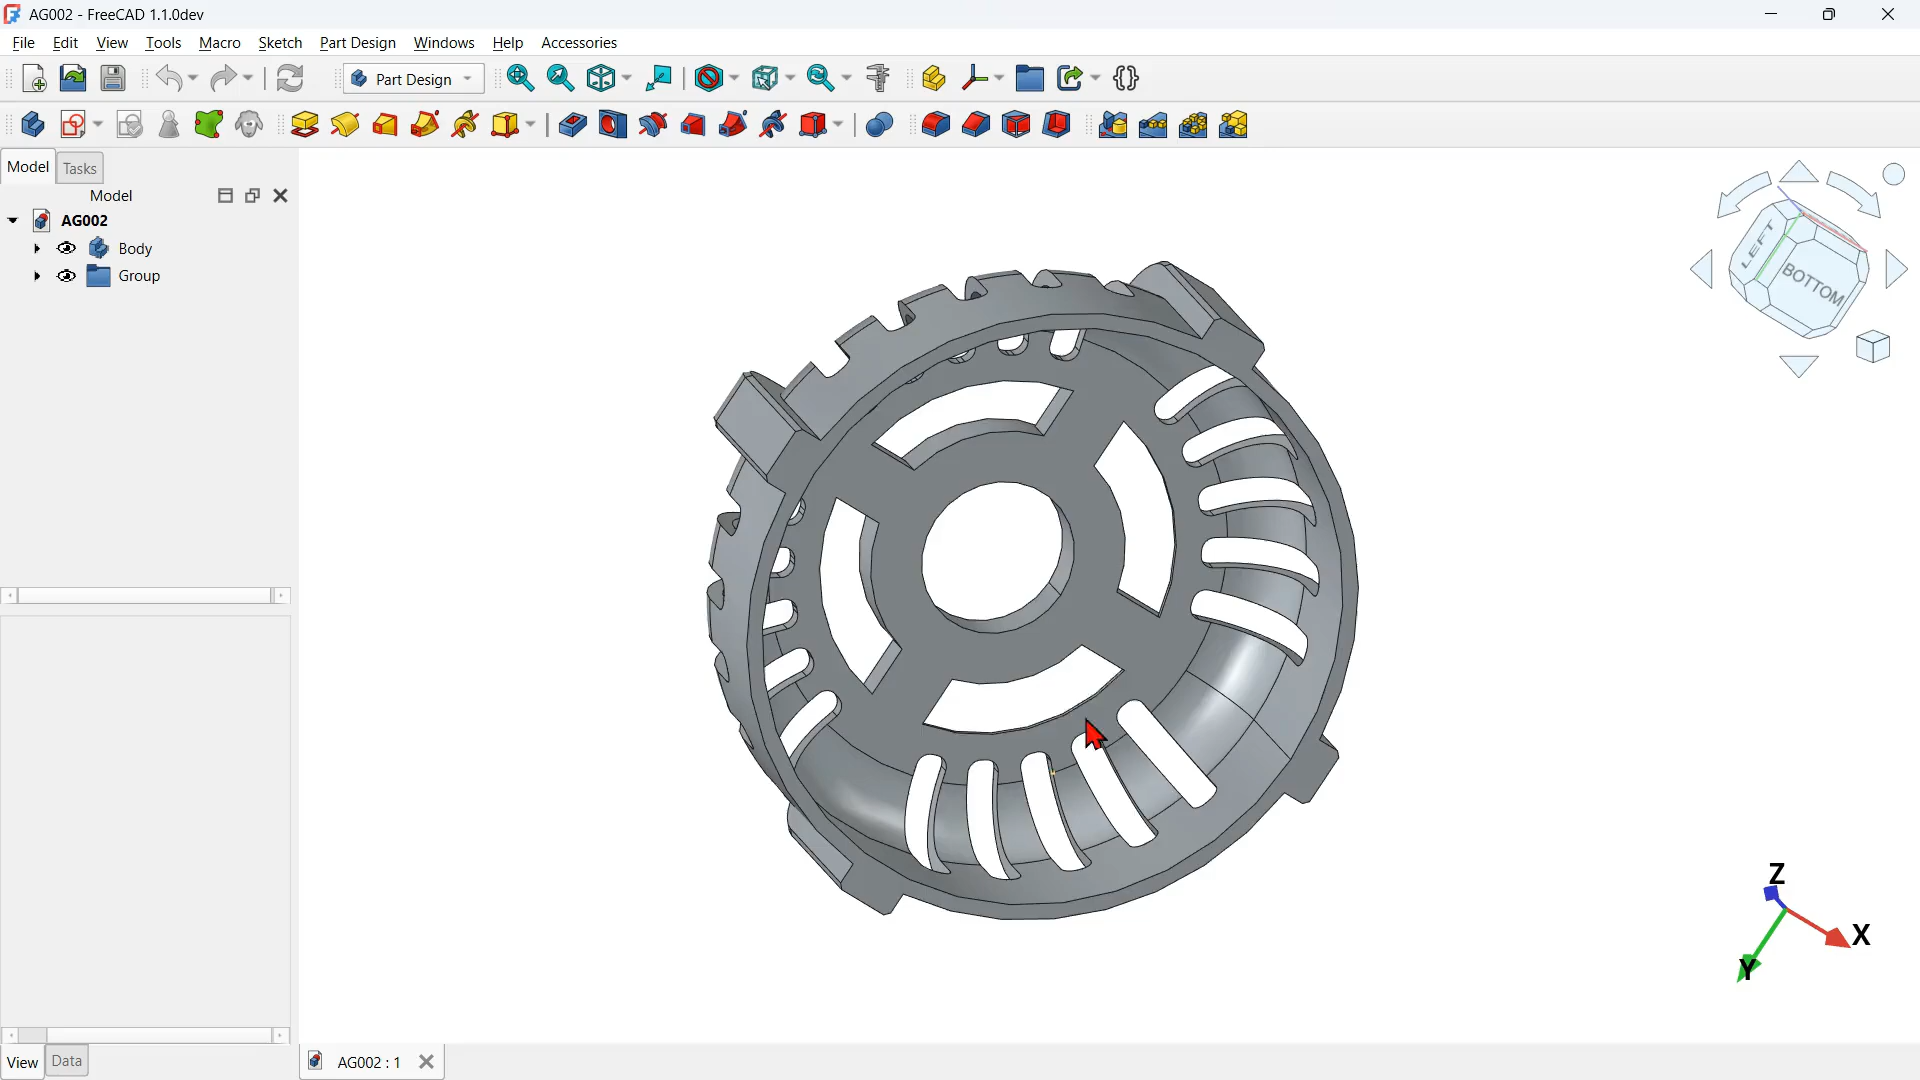 AG002 - FreeCAD 1.1.0dev
File Edit View Tools Macro Sketch Part Design Windows Help Accessories
Part Design
Model Tasks
Model
AG002
Body
Group
LEFT
BOTTOM
Z
X
Y
View Data
AG002 : 1